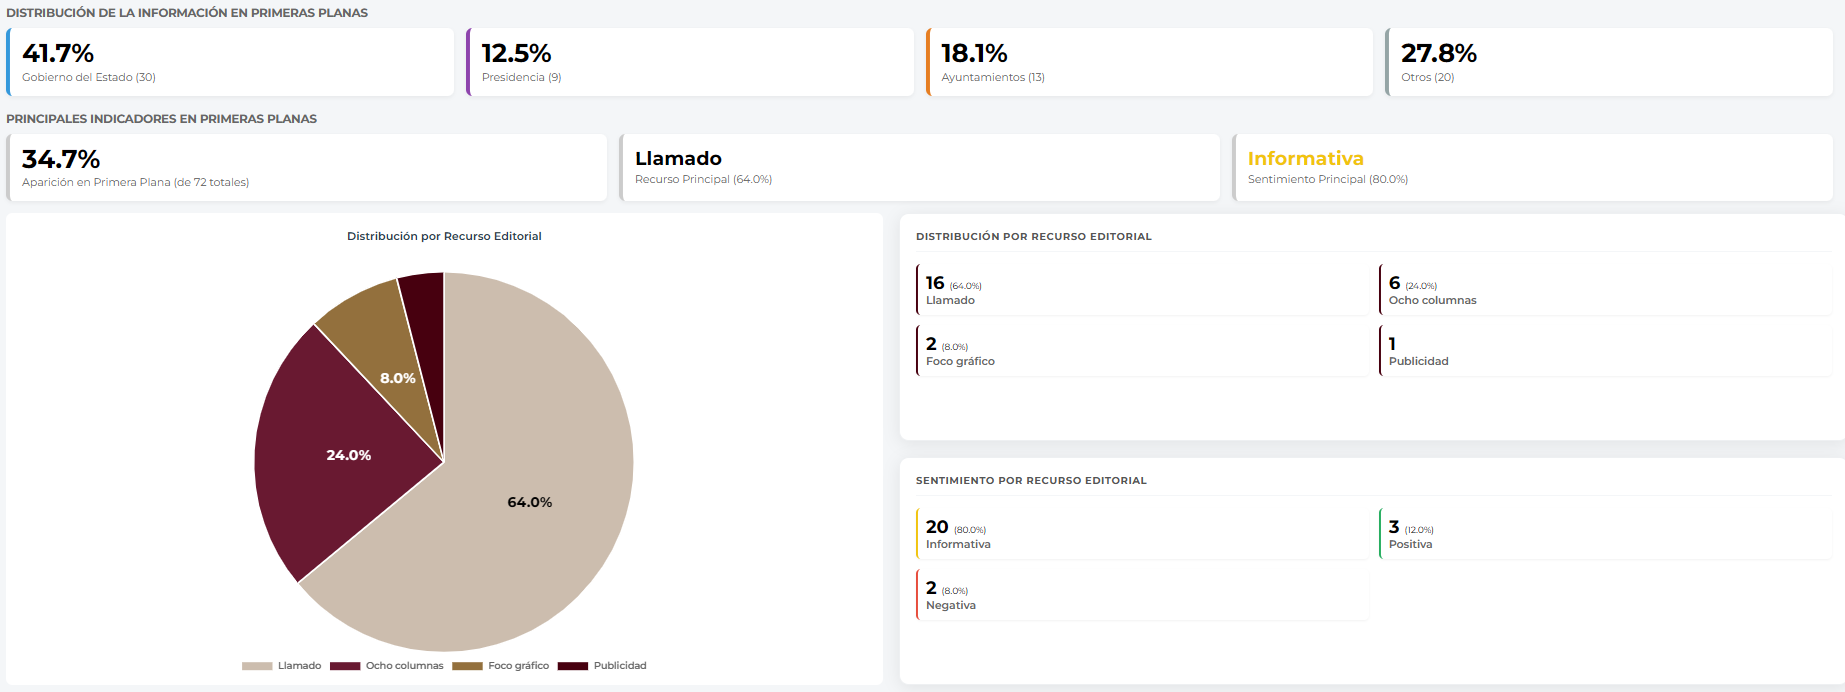 DISTRIBUCIÓN DE LA INFORMACIÓN EN PRIMERAS PLANAS
41.7%
Gobierno del Estado (30)
12.5%
Presidencia (9)
18.1%
Ayuntamientos (13)
27.8%
Otros (20)
PRINCIPALES INDICADORES EN PRIMERAS PLANAS
34.7%
Aparición en Primera Plana (de 72 totales)
Llamado
Recurso Principal (64.0%)
Informativa
Sentimiento Principal (80.0%)
Distribución por Recurso Editorial
8.0%
24.0%
64.0%
Llamado
Ocho columnas
Foco gráfico
Publicidad
DISTRIBUCIÓN POR RECURSO EDITORIAL
16 (64.0%)
Llamado
6 (24.0%)
Ocho columnas
2 (8.0%)
Foco gráfico
1
Publicidad
SENTIMIENTO POR RECURSO EDITORIAL
20 (80.0%)
Informativa
3 (12.0%)
Positiva
2 (8.0%)
Negativa